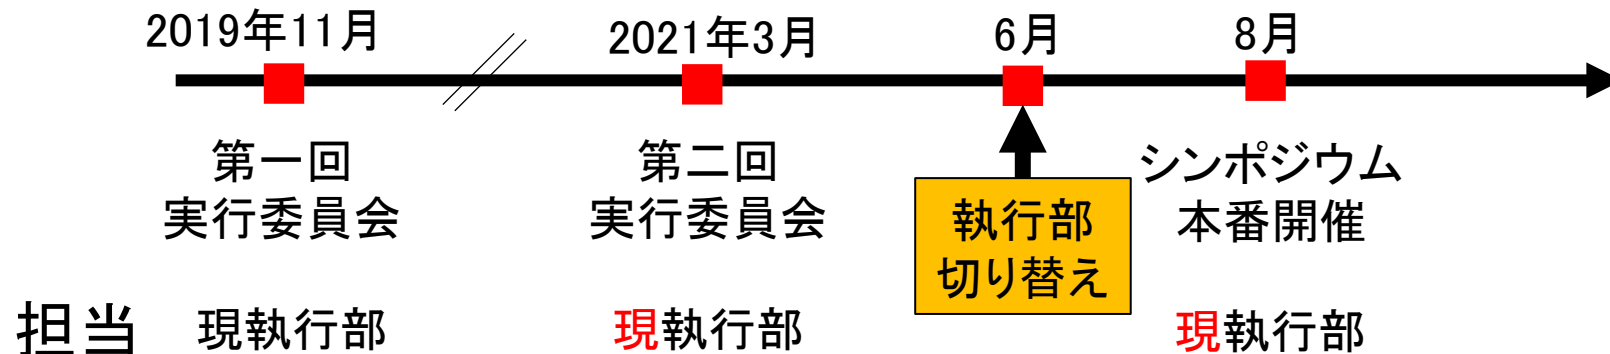 2019年11月
2021年3月
6月
8月
第一回
実行委員会
第二回
実行委員会
執行部
切り替え
シンポジウム
本番開催
担当
現執行部
現執行部
現執行部